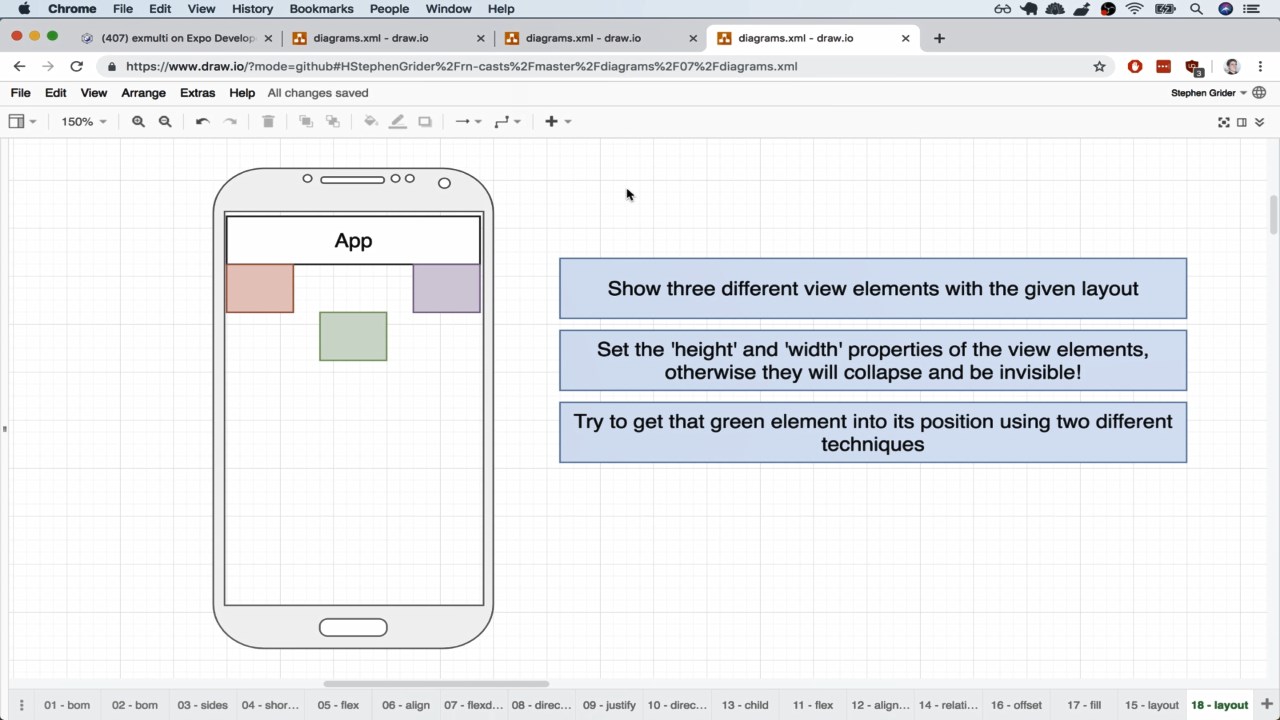 Chrome File Edit View History Bookmarks People Window Help
(407) exmulti on Expo Develop
diagrams.xml - draw.io
diagrams.xml - draw.io
diagrams.xml - draw.io
https://www.draw.io/?mode=github#HStephenGrider%2Frn-casts%2Fmaster%2Fdiagrams%2F07%2Fdiagrams.xml
3
File Edit View Arrange Extras Help All changes saved
Stephen Grider
150%
App
Show three different view elements with the given layout
Set the 'height' and 'width' properties of the view elements,
otherwise they will collapse and be invisible!
Try to get that green element into its position using two different
techniques
01 - bom 02 - bom 03 - sides 04 - shor... 05 - flex 06 - align 07 - flexd... 08 - direc... 09 - justify 10 - direc... 13 - child 11 - flex 12 - align... 14 - relati... 16 - offset 17 - fill 15 - layout 18 - layout